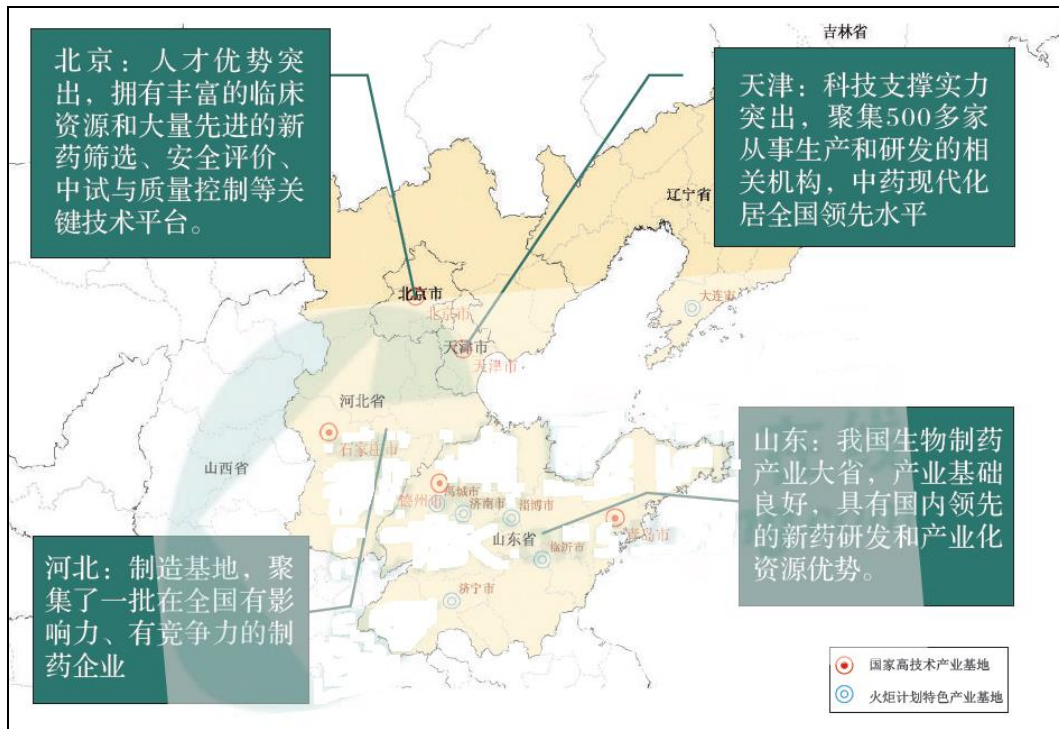 吉林省
北京：人才优势突
出，拥有丰富的临床
资源和大量先进的新
药筛选、安全评价、
中试与质量控制等关
键技术平台。
天津：科技支撑实力
突出，聚集500多家
从事生产和研发的相
关机构，中药现代化
居全国领先水平
辽宁省
大连市
北京市
北京市
天津市
天津市
河北省
石家庄市
山西省
德州市
禹城市
济南市
淄博市
山东省
青岛市
临沂市
济宁市
山东：我国生物制药
产业大省，产业基础
良好，具有国内领先
的新药研发和产业化
资源优势。
河北：制造基地，聚
集了一批在全国有影
响力、有竞争力的制
药企业
国家高技术产业基地
火炬计划特色产业基地